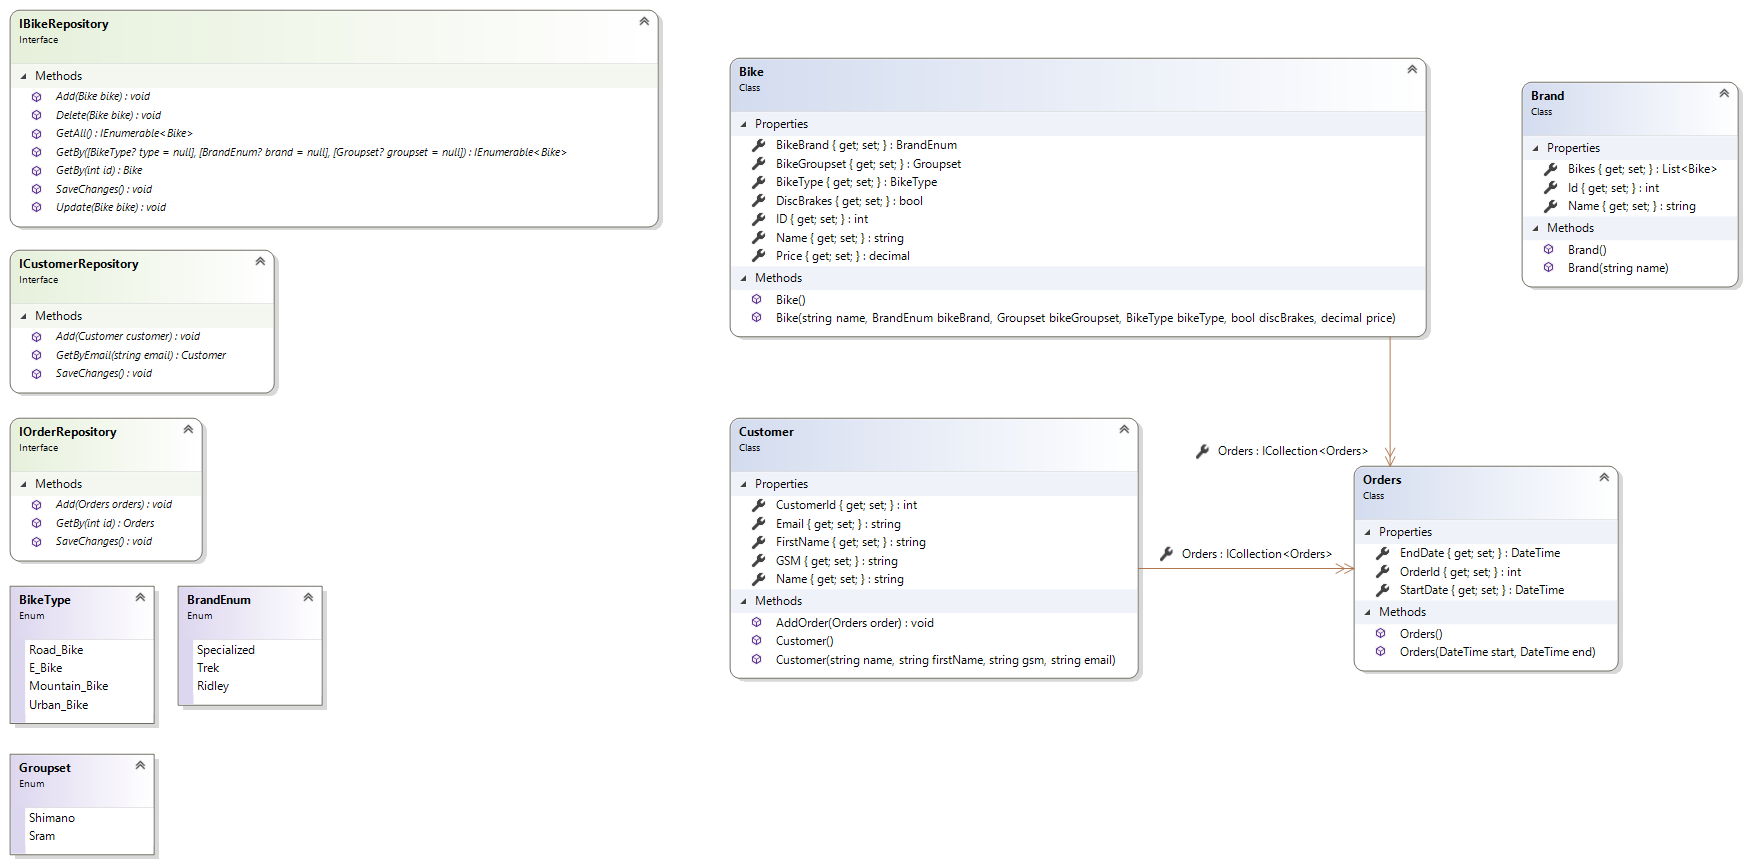 IBikeRepository
Interface
Methods
Add(Bike bike) : void
Delete(Bike bike) : void
GetAll() : IEnumerable<Bike>
GetBy([BikeType? type = null], [BrandEnum? brand = null], [Groupset? groupset = null]) : IEnumerable<Bike>
GetBy(int id) : Bike
SaveChanges() : void
Update(Bike bike) : void
ICustomerRepository
Interface
Methods
Add(Customer customer) : void
GetByEmail(string email) : Customer
SaveChanges() : void
IOrderRepository
Interface
Methods
Add(Orders orders) : void
GetBy(int id) : Orders
SaveChanges() : void
BikeType
Enum
Road_Bike
E_Bike
Mountain_Bike
Urban_Bike
BrandEnum
Enum
Specialized
Trek
Ridley
Groupset
Enum
Shimano
Sram
Bike
Class
Properties
BikeBrand { get; set; } : BrandEnum
BikeGroupset { get; set; } : Groupset
BikeType { get; set; } : BikeType
DiscBrakes { get; set; } : bool
ID { get; set; } : int
Name { get; set; } : string
Price { get; set; } : decimal
Methods
Bike()
Bike(string name, BrandEnum bikeBrand, Groupset bikeGroupset, BikeType bikeType, bool discBrakes, decimal price)
Brand
Class
Properties
Bikes { get; set; } : List<Bike>
Id { get; set; } : int
Name { get; set; } : string
Methods
Brand()
Brand(string name)
Customer
Class
Properties
CustomerId { get; set; } : int
Email { get; set; } : string
FirstName { get; set; } : string
GSM { get; set; } : string
Name { get; set; } : string
Methods
AddOrder(Orders order) : void
Customer()
Customer(string name, string firstName, string gsm, string email)
Orders : ICollection<Orders>
Orders : ICollection<Orders>
Orders
Class
Properties
EndDate { get; set; } : DateTime
OrderId { get; set; } : int
StartDate { get; set; } : DateTime
Methods
Orders()
Orders(DateTime start, DateTime end)